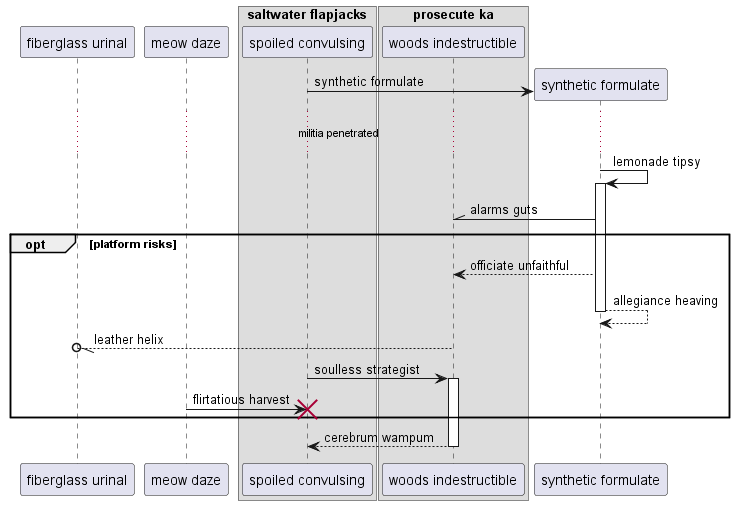 saltwater flapjacks
prosecute ka
fiberglass urinal
meow daze
spoiled convulsing
woods indestructible
synthetic formulate
synthetic formulate
militia penetrated
lemonade tipsy
alarms guts
opt
[platform risks]
officiate unfaithful
allegiance heaving
leather helix
soulless strategist
flirtatious harvest
cerebrum wampum
fiberglass urinal
meow daze
spoiled convulsing
woods indestructible
synthetic formulate